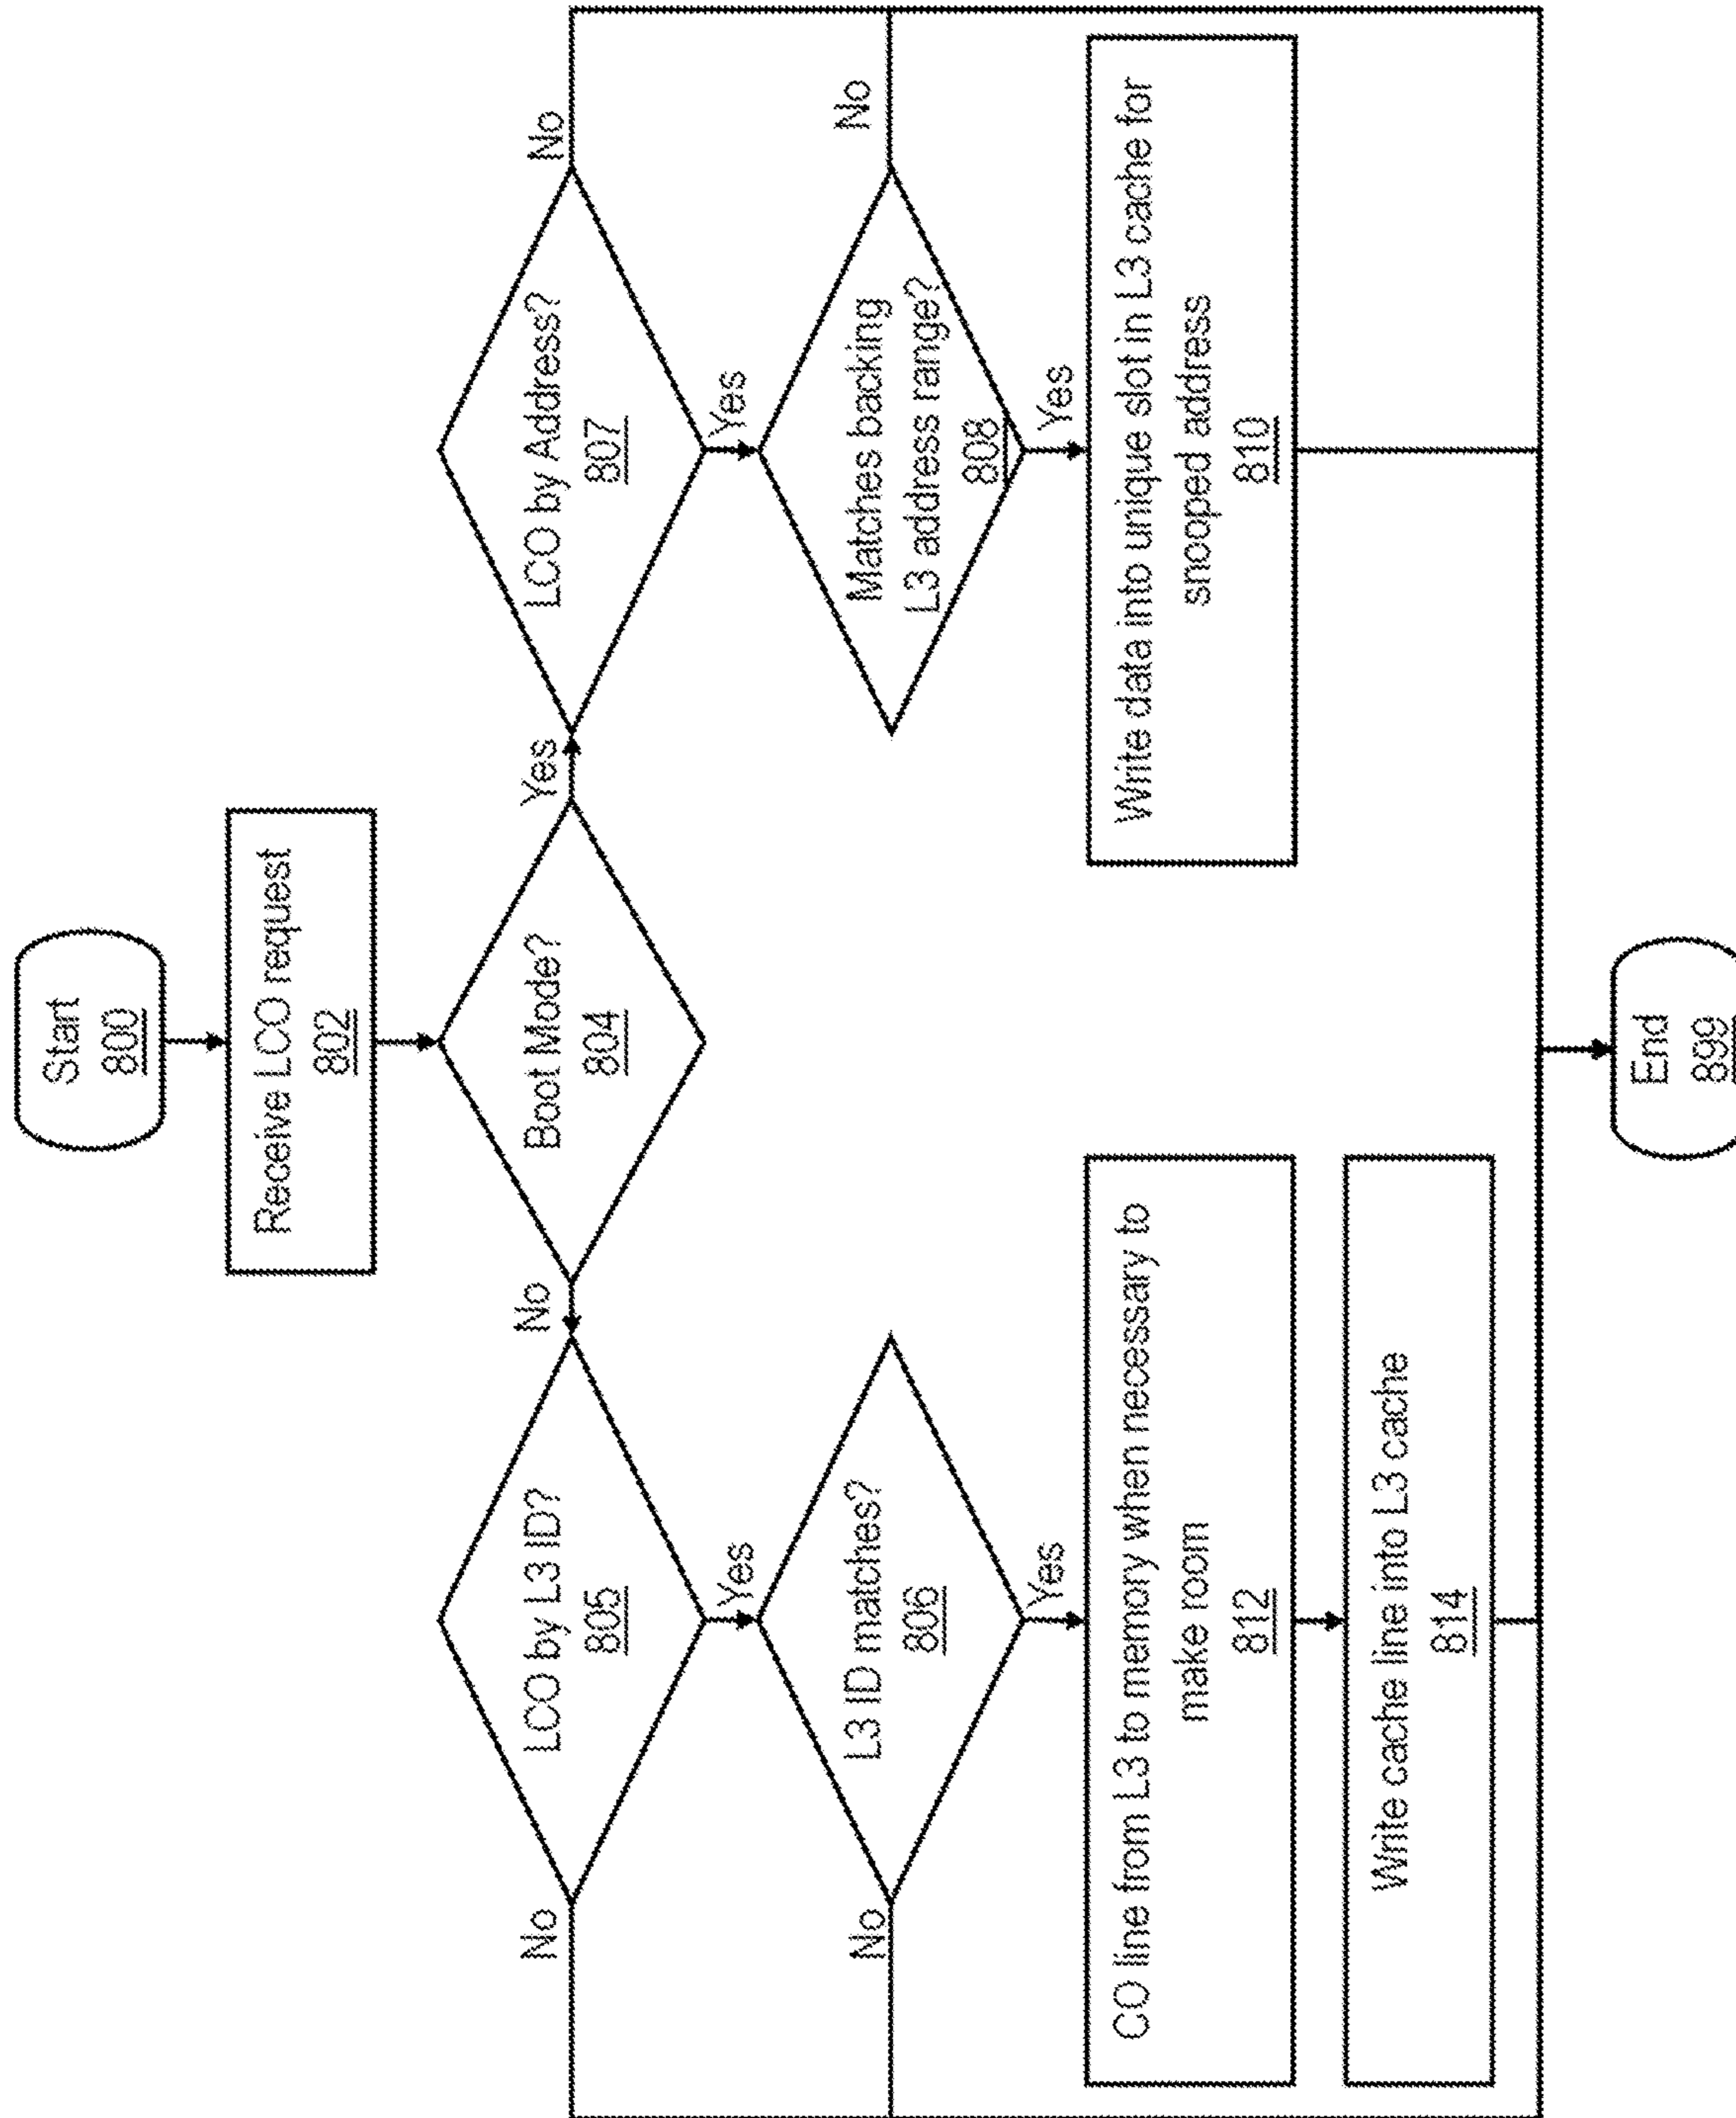 Start
800
Receive LCO request
802
Boot Mode?
804
No
Yes
LCO by L3 ID?
805
No
Yes
LCO by Address?
807
No
Yes
L3 ID matches?
806
No
Yes
Matches backing
L3 address range?
808
No
Yes
CO line from L3 to memory when necessary to
make room
812
Write data into unique slot in L3 cache for
snooped address
810
Write cache line into L3 cache
814
End
899